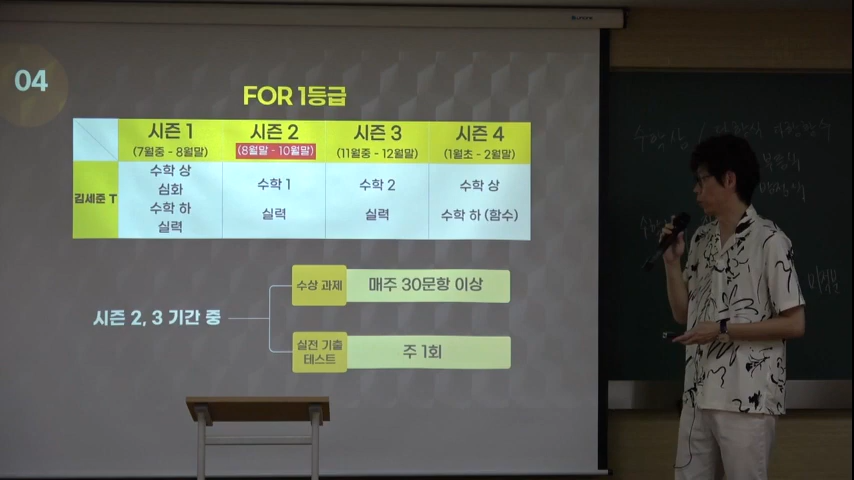 04
FOR 1등급
시즌 1
(7월중 - 8월말)
시즌 2
(8월말 - 10월말)
시즌 3
(11월중 - 12월말)
시즌 4
(1월초 - 2월말)
김세준 T
수학 상
심화
수학 하
실력
수학 1
실력
수학 2
실력
수학 상
수학 하 (함수)
시즌 2, 3 기간 중
수상 과제
매주 30문항 이상
실전 기출
테스트
주 1회
수학 상 /